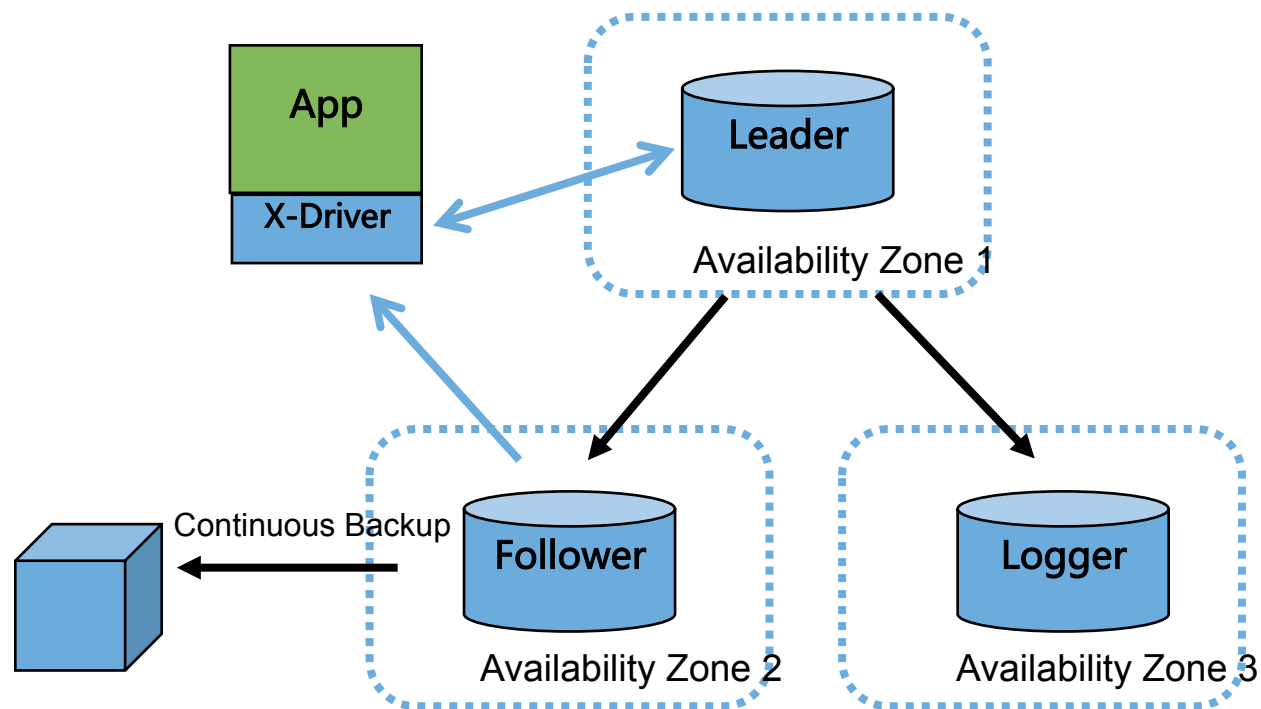 App
X-Driver
Leader
Availability Zone 1
Continuous Backup
Follower
Availability Zone 2
Logger
Availability Zone 3